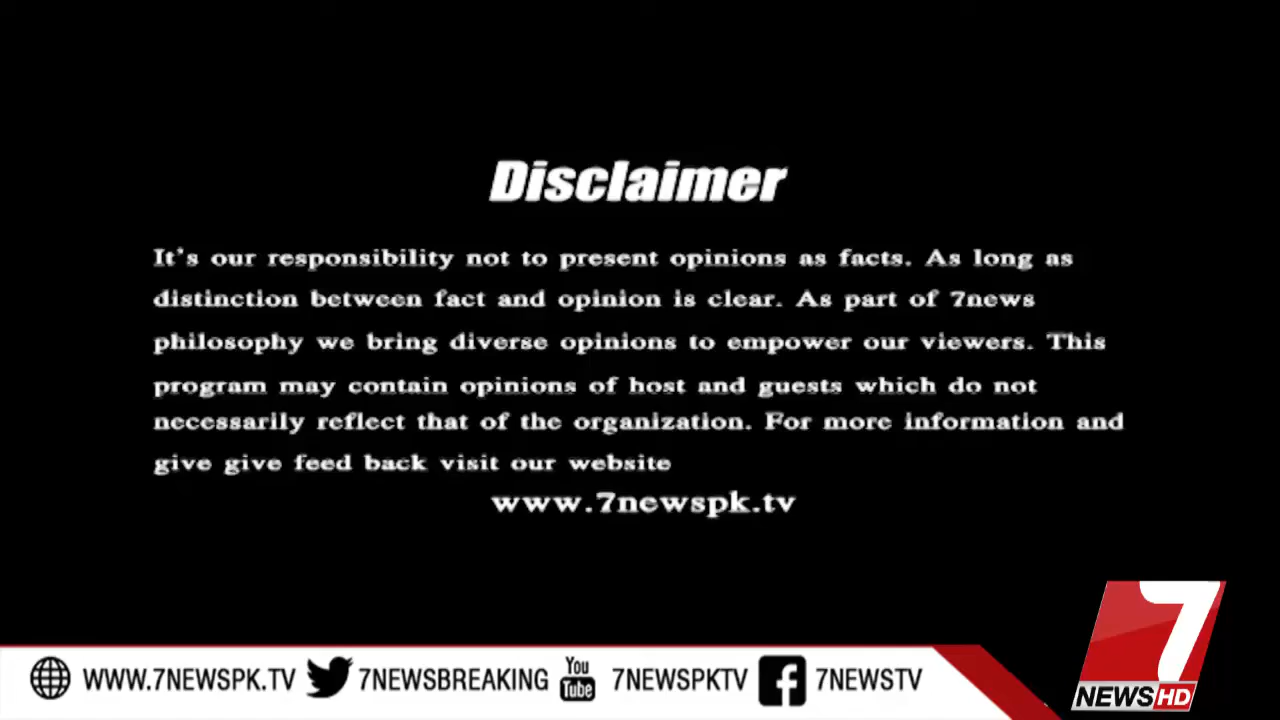 Disclaimer
It's our responsibility not to present opinions as facts. As long as
distinction between fact and opinion is clear. As part of 7news
philosophy we bring diverse opinions to empower our viewers. This
program may contain opinions of host and guests which do not
necessarily reflect that of the organization. For more information and
give give feed back visit our website
www.7newspk.tv
7
NEWS HD
WWW.7NEWSPK.TV 7NEWSBREAKING You Tube 7NEWSPKTV f 7NEWSTV